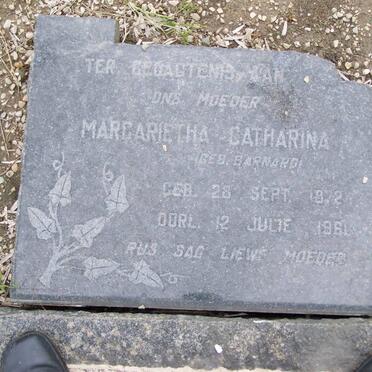 TER GEDAGTENIS VAN
ONS MOEDER
MARGARIETHA CATHARINA
(GEB. BARNARD)
GEB. 28 SEPT. 1872
OORL. 12 JULIE 1961
RUS SAG LIEWE MOEDER